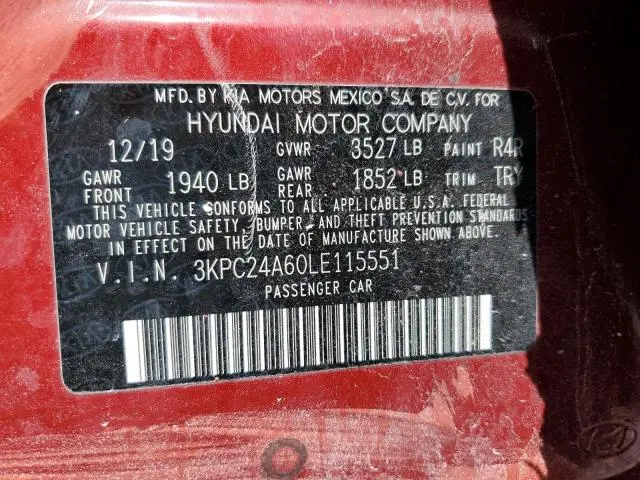 MFD. BY KIA MOTORS MEXICO S.A. DE C.V. FOR
HYUNDAI MOTOR COMPANY
12/19 GVWR 3527 LB PAINT R4R
GAWR FRONT 1940 LB GAWR REAR 1852 LB TRIM TRY
THIS VEHICLE CONFORMS TO ALL APPLICABLE U.S.A. FEDERAL
MOTOR VEHICLE SAFETY, BUMPER, AND THEFT PREVENTION STANDARDS
IN EFFECT ON THE DATE OF MANUFACTURE SHOWN ABOVE.
V.I.N. 3KPC24A60LE115551
PASSENGER CAR